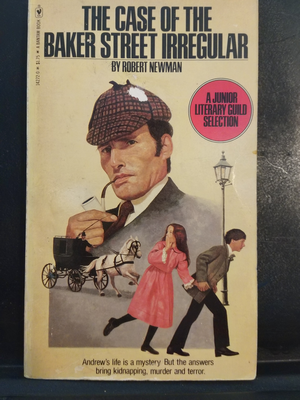 THE CASE OF THE
BAKER STREET IRREGULAR
BY ROBERT NEWMAN
A JUNIOR
LITERARY GUILD
SELECTION
Andrew's life is a mystery. But the answers
bring kidnapping, murder and terror.